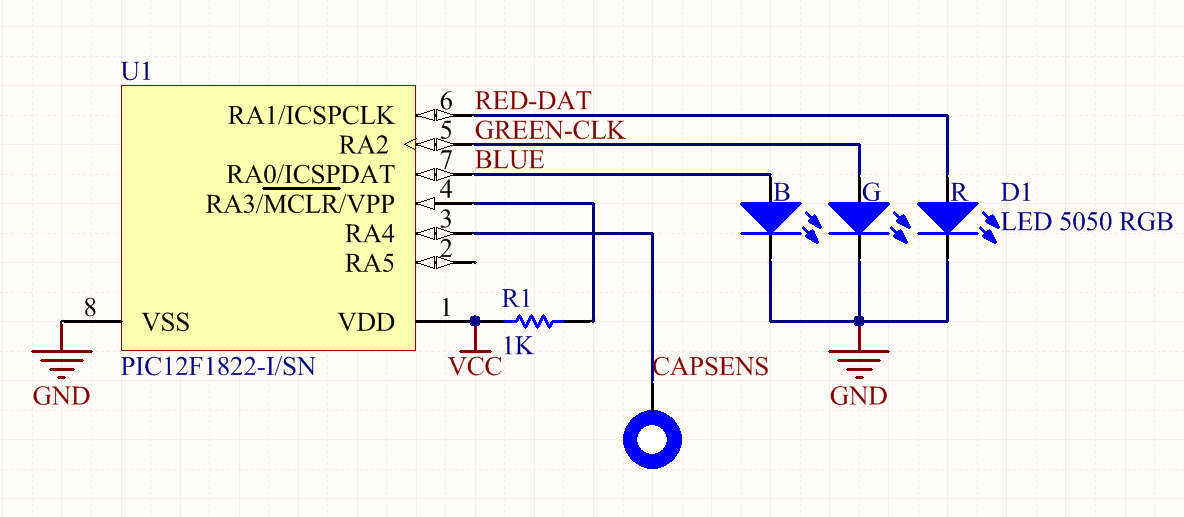 U1
RA1/ICSPCLK 6 RED-DAT
RA2 5 GREEN-CLK
RA0/ICSPDAT 7 BLUE
RA3/MCLR/VPP 4
RA4 3
RA5 2
B G R D1
LED 5050 RGB
8 VSS VDD 1 R1
1K
PIC12F1822-I/SN VCC CAPSENS
GND GND